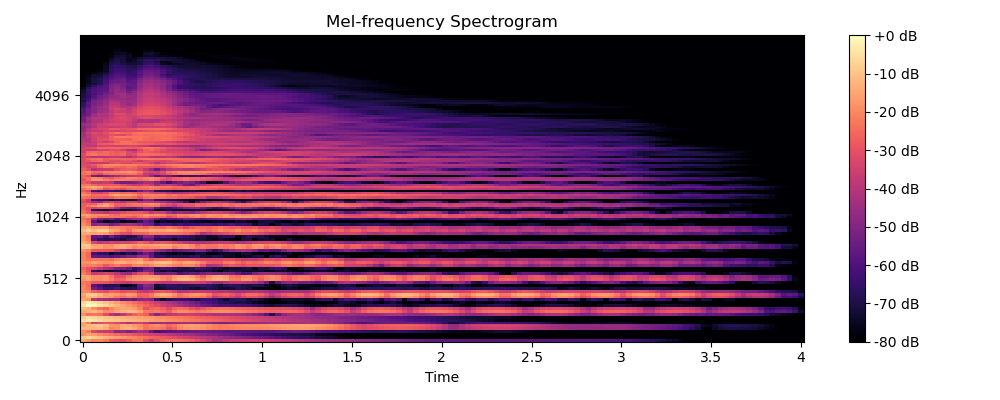 Mel-frequency Spectrogram
Hz
4096
2048
1024
512
0
0 0.5 1 1.5 2 2.5 3 3.5 4
Time
+0 dB
-10 dB
-20 dB
-30 dB
-40 dB
-50 dB
-60 dB
-70 dB
-80 dB